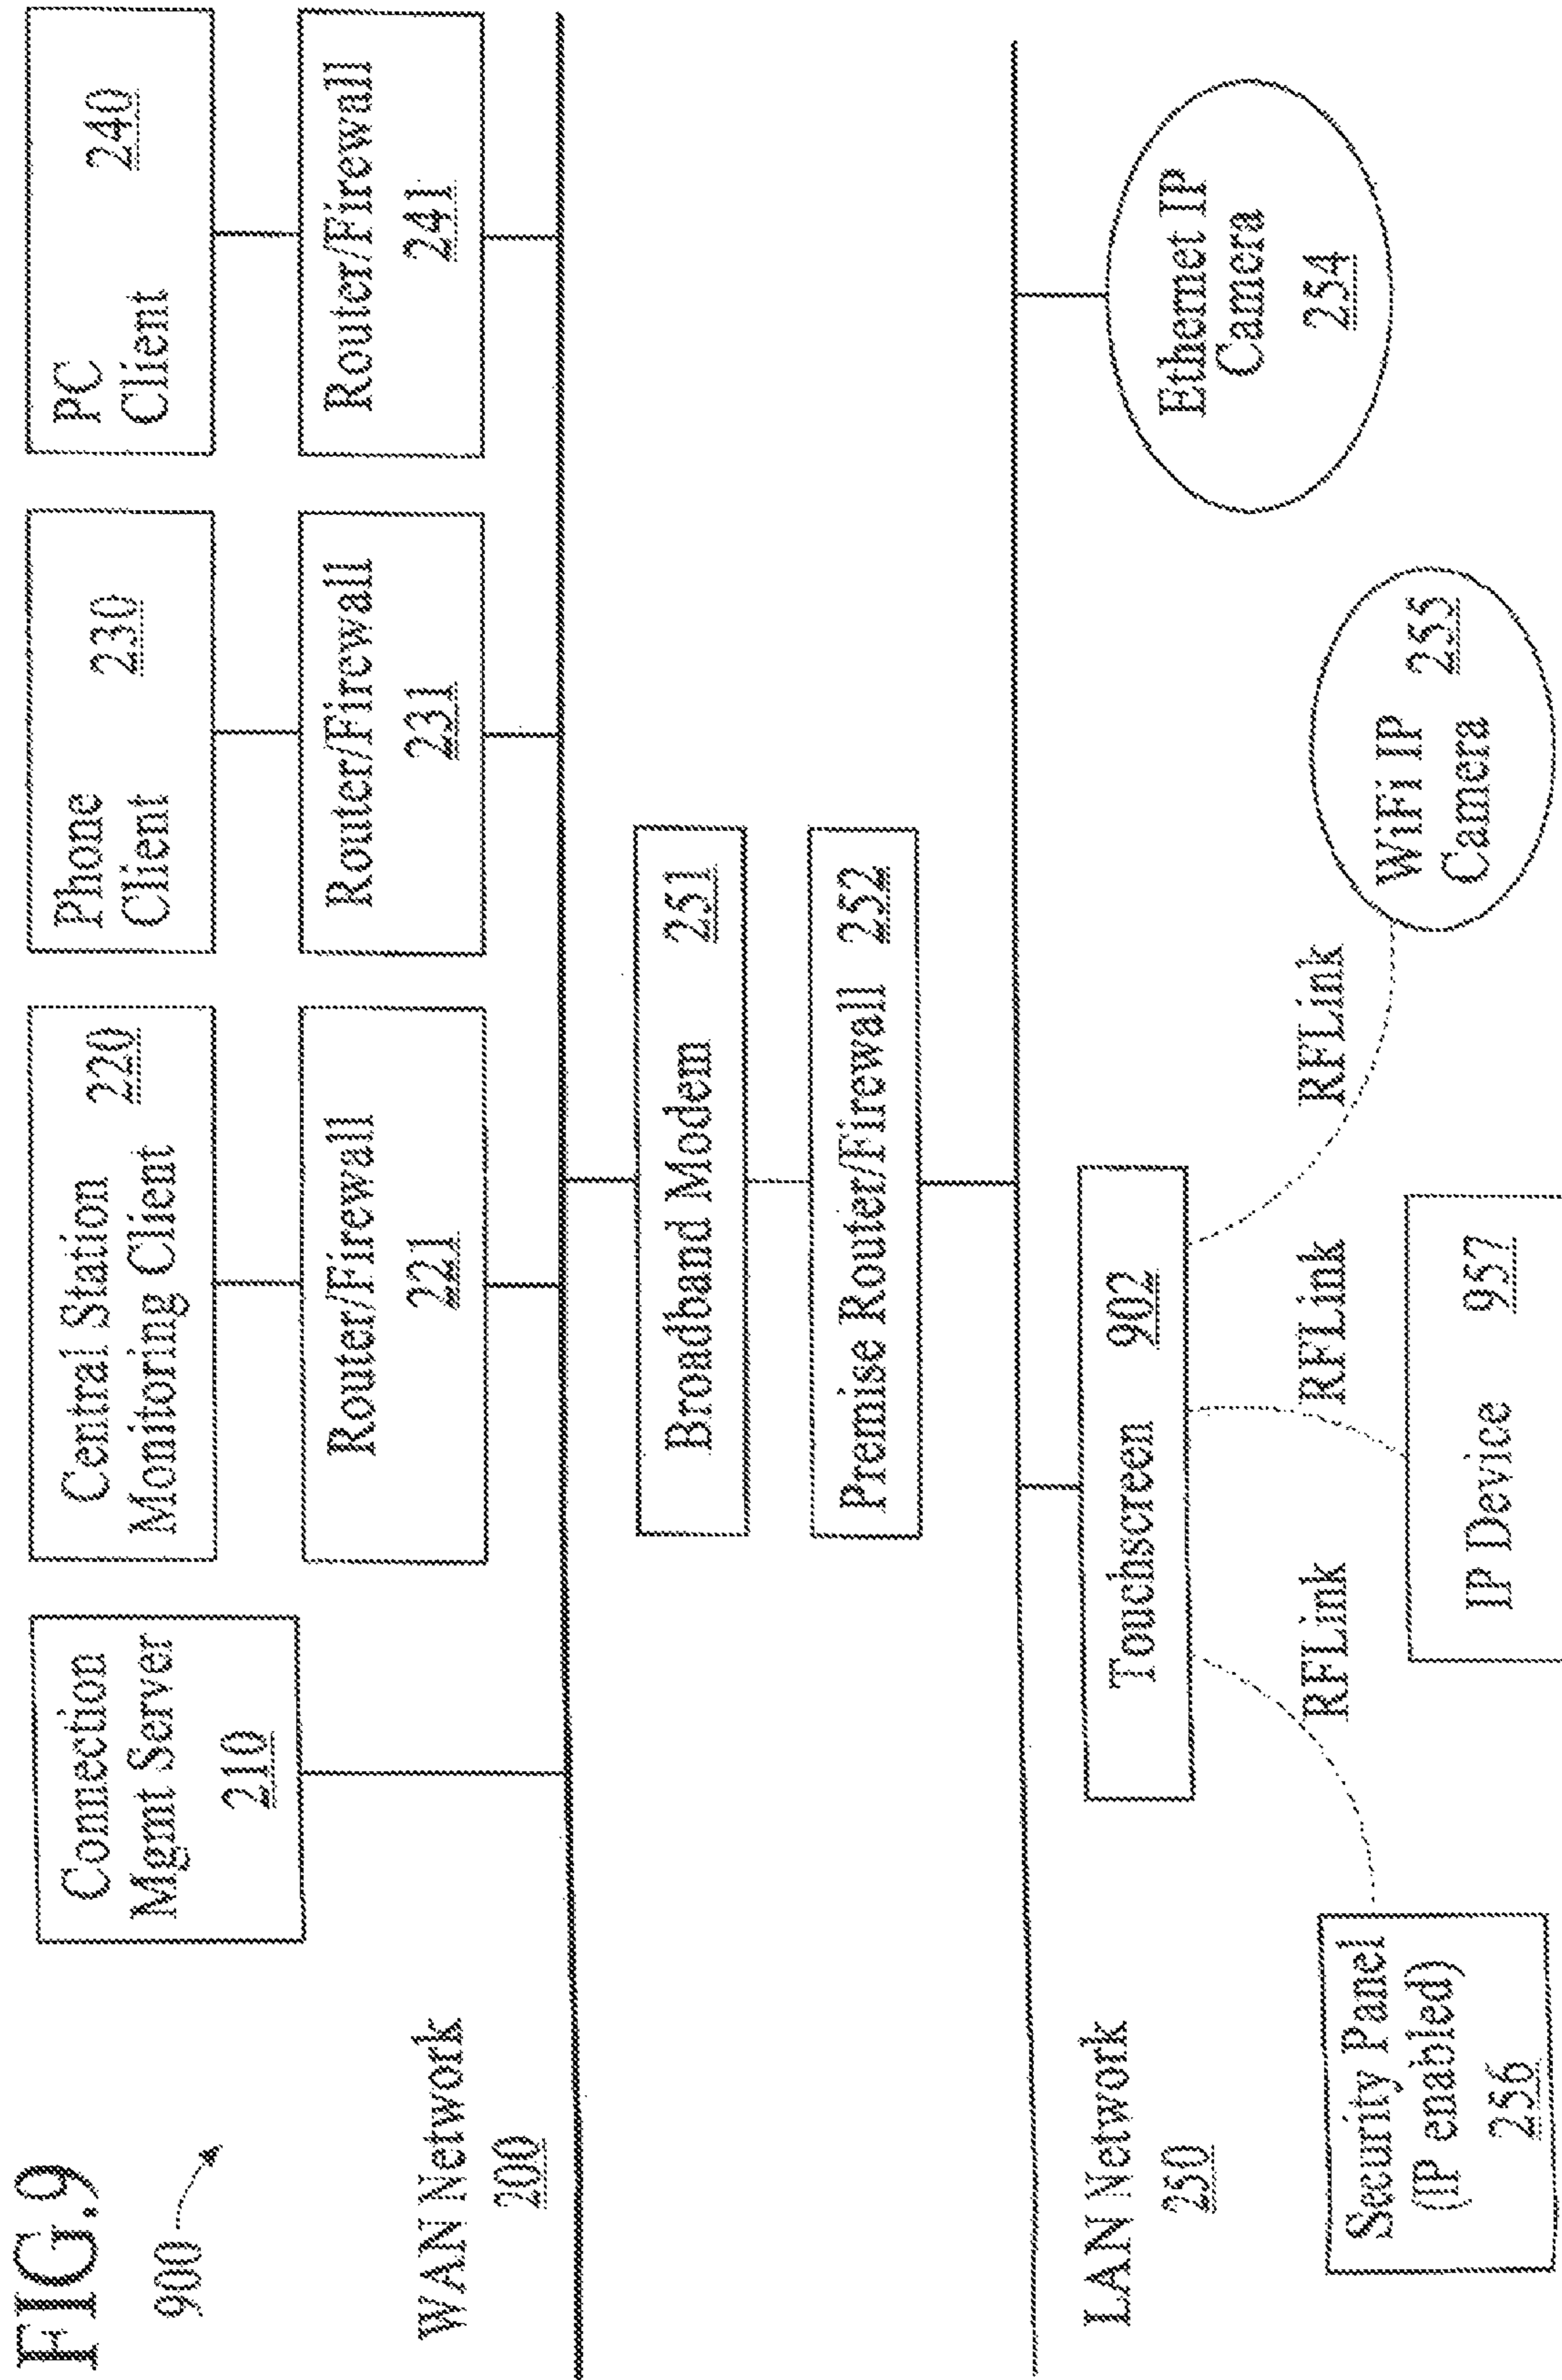 FIG.9
900
Connection
Mgmt Server
210
Central Station
Monitoring Client
220
Phone
Client
230
PC
Client
240
Router/Firewall
221
Router/Firewall
231
Router/Firewall
241
WAN Network
200
Broadband Modem 251
Premise Router/Firewall 252
LAN Network
250
Touchscreen 902
Ethernet IP
Camera
254
RFLink
RFLink
RFLink
Security Panel
(IP enabled)
256
IP Device 957
WiFi IP
Camera
255